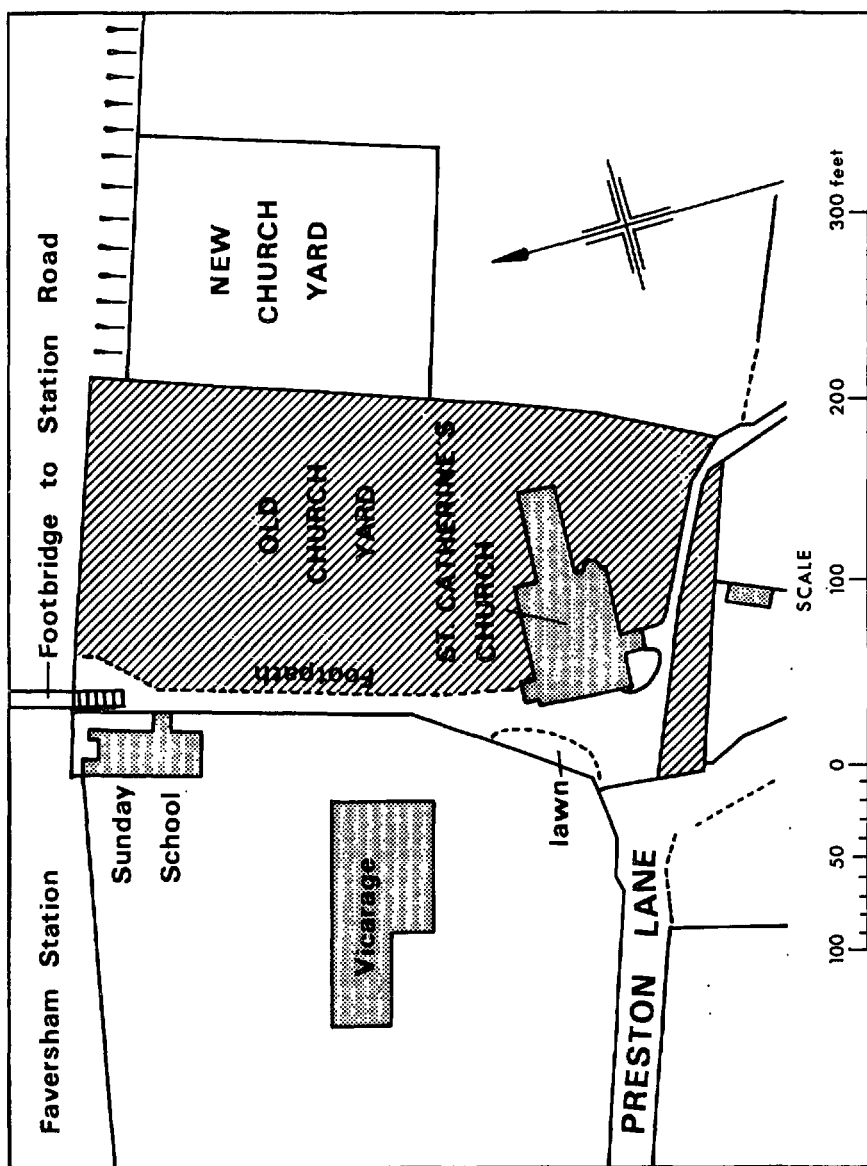 Faversham Station
Footbridge to Station Road
Sunday
School
Vicarage
Footpath
OLD
CHURCH
YARD
NEW
CHURCH
YARD
ST. CATHERINE'S
CHURCH
lawn
PRESTON LANE
SCALE
100 50 0 100 200 300 feet